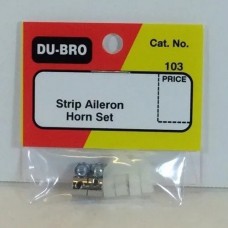 DU-BRO
Cat. No.
103
PRICE
Strip Aileron
Horn Set